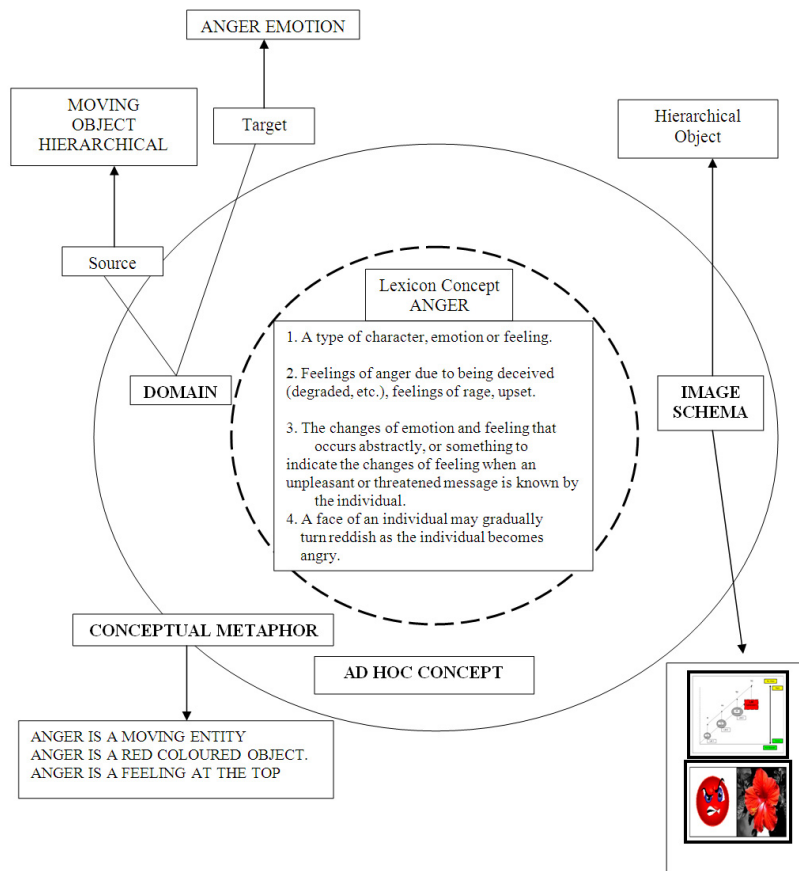 ANGER EMOTION
MOVING
OBJECT
HIERARCHICAL
Target
Hierarchical
Object
Source
Lexicon Concept
ANGER
1. A type of character, emotion or feeling.
2. Feelings of anger due to being deceived
(degraded, etc.), feelings of rage, upset.
3. The changes of emotion and feeling that
occurs abstractly, or something to
indicate the changes of feeling when an
unpleasant or threatened message is known by
the individual.
4. A face of an individual may gradually
turn reddish as the individual becomes
angry.
DOMAIN
IMAGE
SCHEMA
CONCEPTUAL METAPHOR
AD HOC CONCEPT
ANGER IS A MOVING ENTITY
ANGER IS A RED COLOURED OBJECT.
ANGER IS A FEELING AT THE TOP